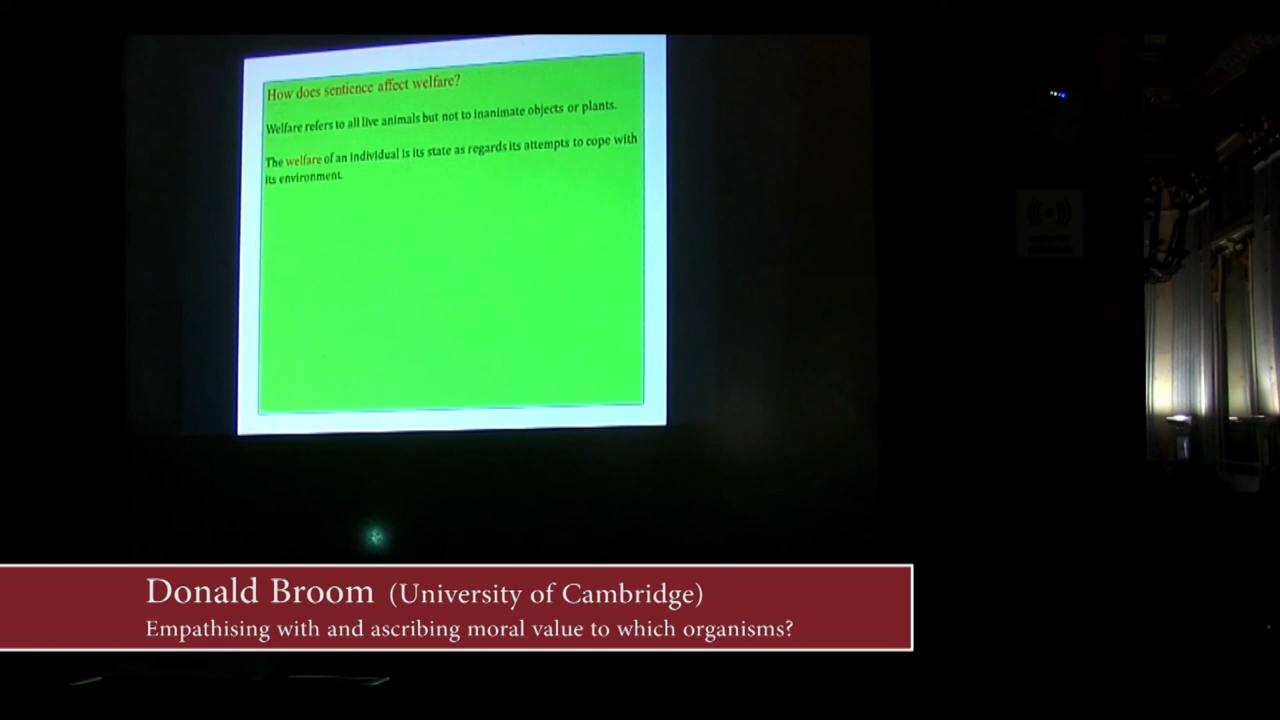 How does sentience affect welfare?
Welfare refers to all live animals but not to inanimate objects or plants.
The welfare of an individual is its state as regards its attempts to cope with
its environment.
Donald Broom (University of Cambridge)
Empathising with and ascribing moral value to which organisms?